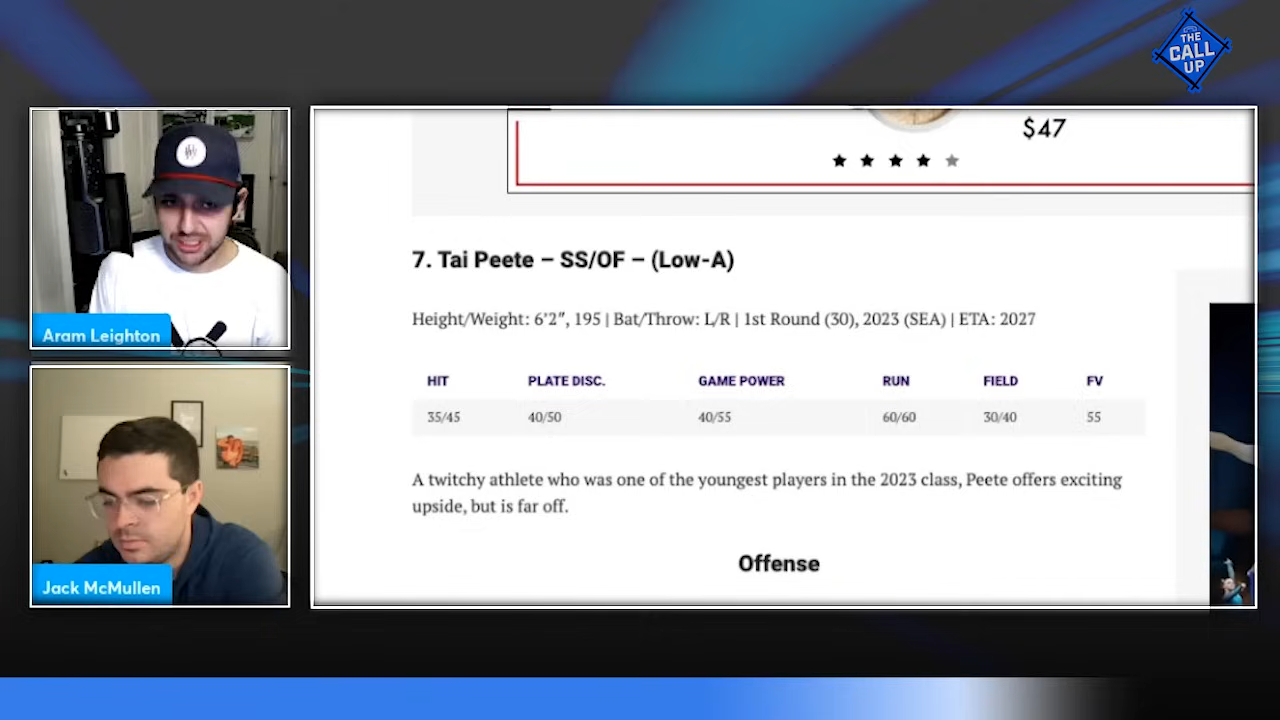 THE
CALL
UP
$47
7. Tai Peete – SS/OF – (Low-A)
Height/Weight: 6'2″, 195 | Bat/Throw: L/R | 1st Round (30), 2023 (SEA) | ETA: 2027
HIT PLATE DISC. GAME POWER RUN FIELD FV
35/45 40/50 40/55 60/60 30/40 55
A twitchy athlete who was one of the youngest players in the 2023 class, Peete offers exciting
upside, but is far off.
Offense
Aram Leighton
Jack McMullen